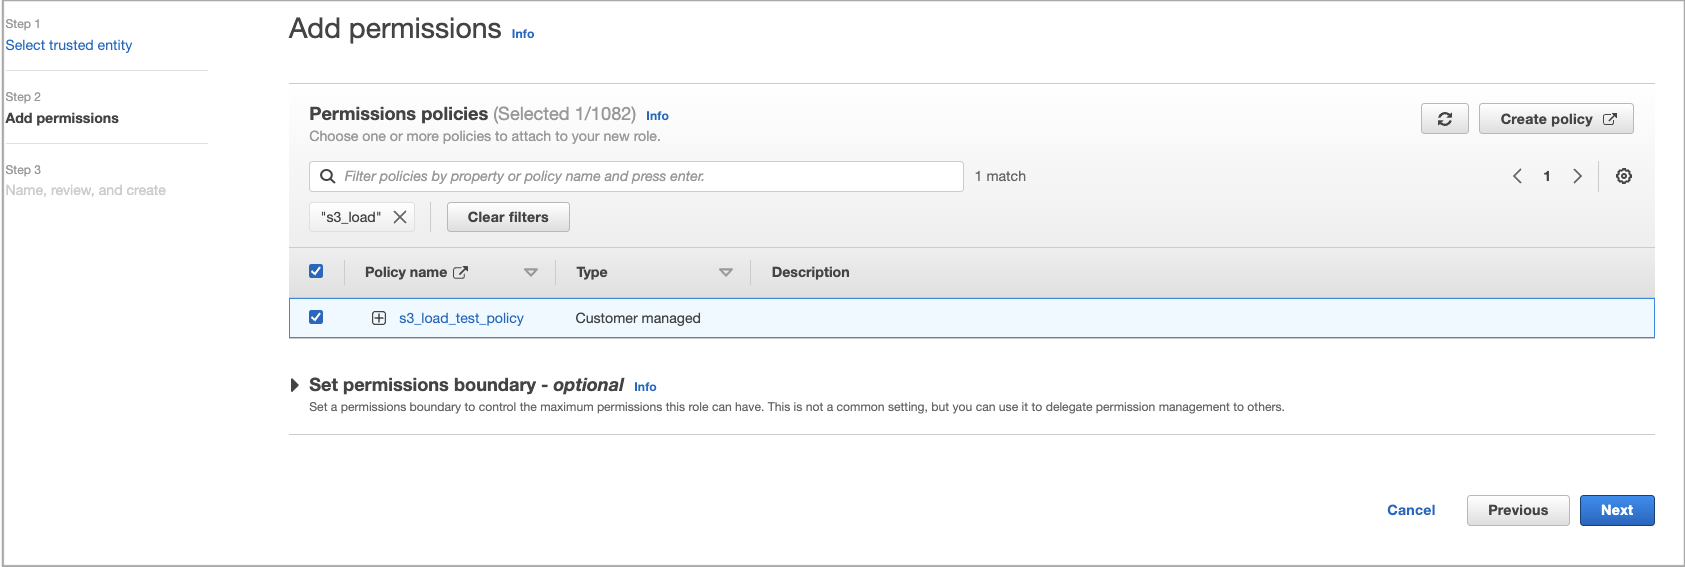 Step 1
Select trusted entity
Step 2
Add permissions
Step 3
Name, review, and create
Add permissions Info
Permissions policies (Selected 1/1082) Info
Choose one or more policies to attach to your new role.
Create policy
Filter policies by property or policy name and press enter.
1 match
1
"s3_load"
Clear filters
Policy name Type Description
s3_load_test_policy Customer managed
Set permissions boundary - optional Info
Set a permissions boundary to control the maximum permissions this role can have. This is not a common setting, but you can use it to delegate permission management to others.
Cancel Previous Next